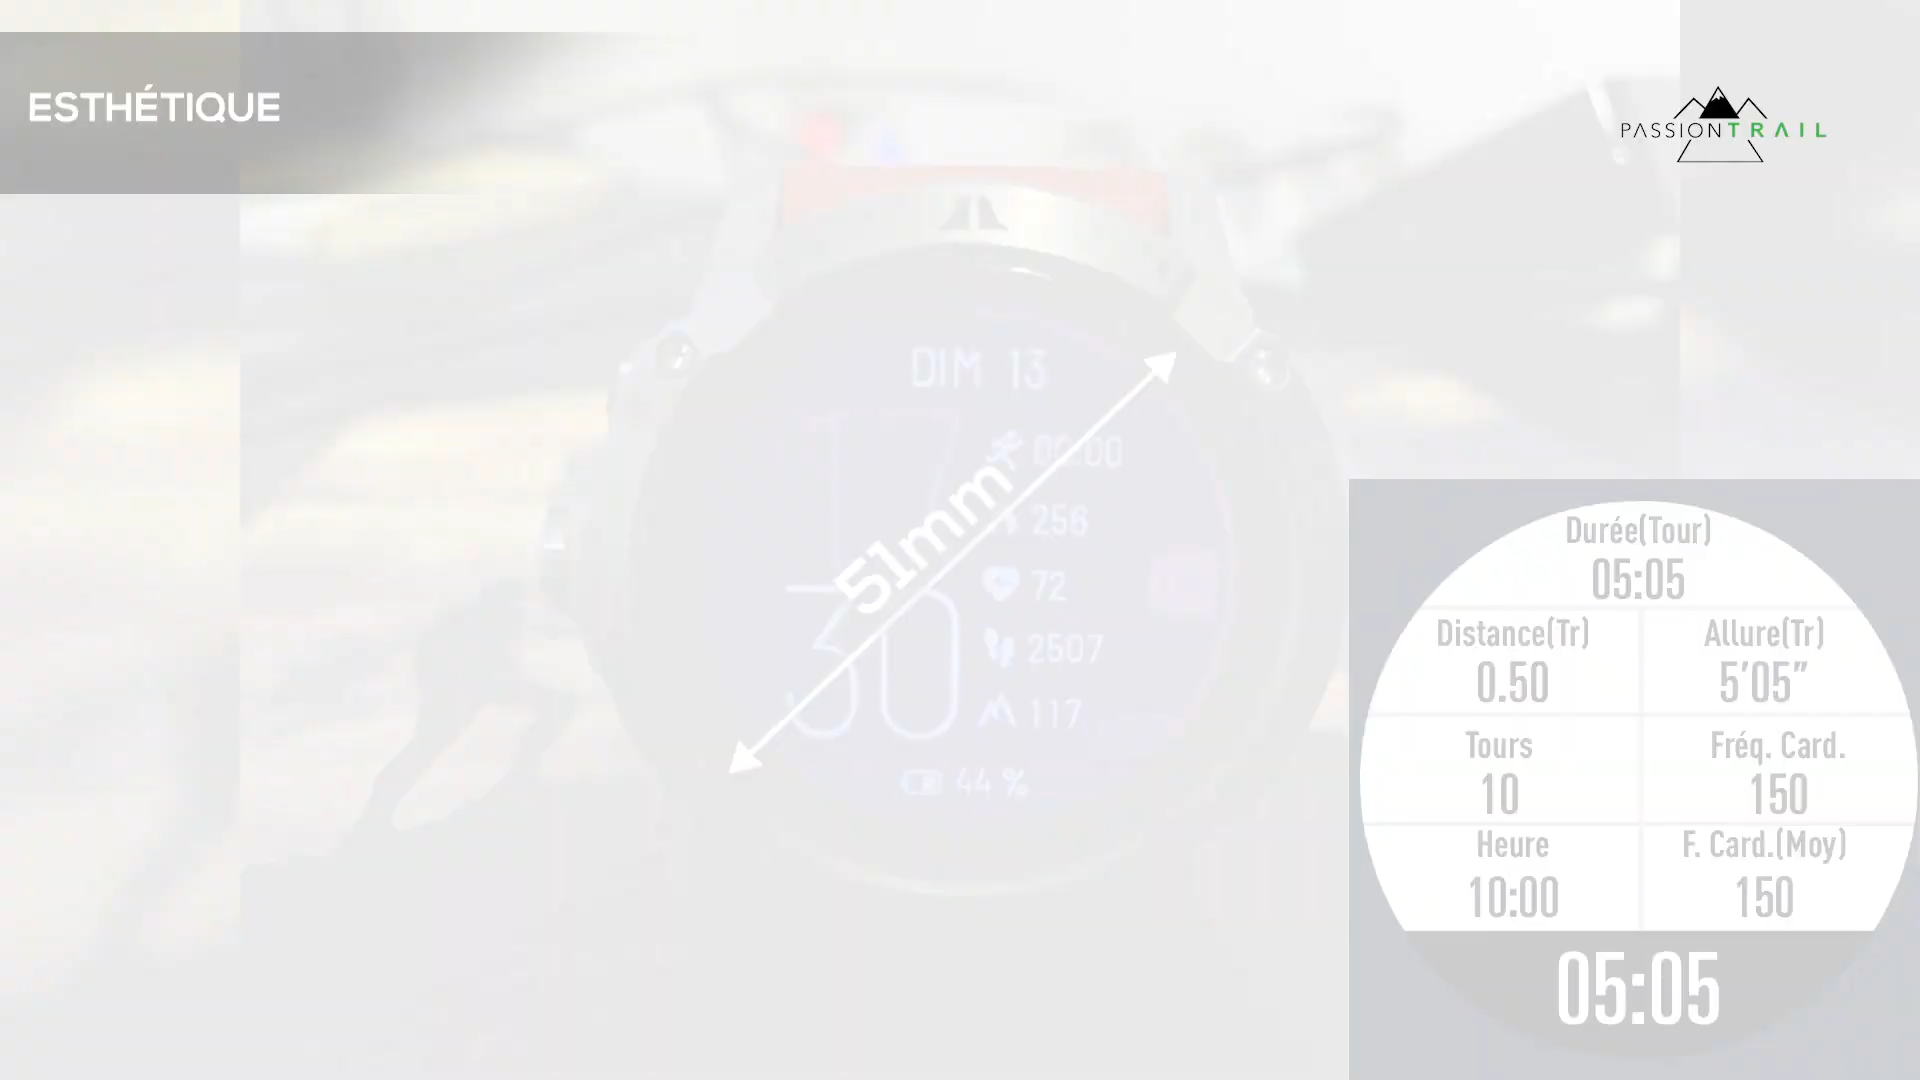 ESTHÉTIQUE
PASSIONTRAIL
DIM 13
00:00
256
51mm
72
30
2507
117
44 %
Durée(Tour)
05:05
Distance(Tr) Allure(Tr)
0.50 5'05"
Tours Fréq. Card.
10 150
Heure F. Card.(Moy)
10:00 150
05:05